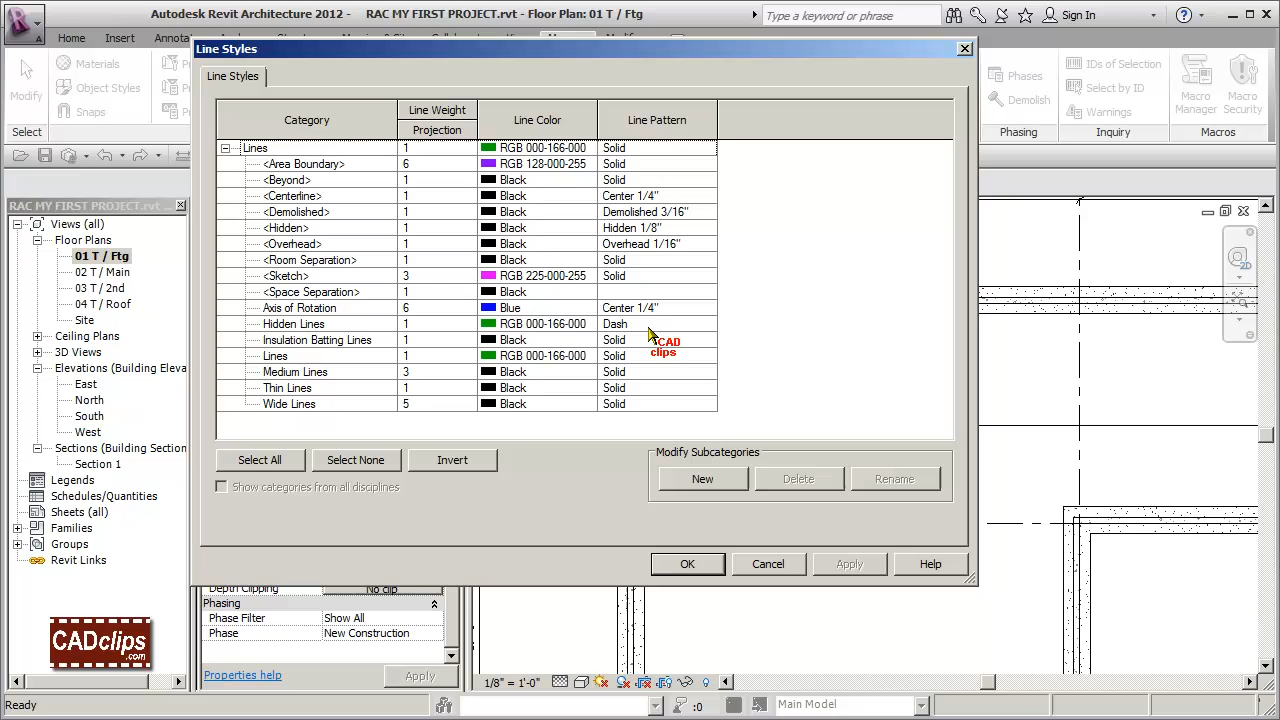 Autodesk Revit Architecture 2012 - RAC MY FIRST PROJECT.rvt - Floor Plan: 01 T / Ftg
Type a keyword or phrase
Sign In
Home
Insert
Modify
Materials
Object Styles
Snaps
Select
Phases
Demolish
Phasing
IDs of Selection
Select by ID
Warnings
Inquiry
Macro Manager
Macro Security
Macros
Line Styles
Line Styles
Category
Line Weight
Projection
Line Color
Line Pattern
Lines 1 RGB 000-166-000 Solid
<Area Boundary> 6 RGB 128-000-255 Solid
<Beyond> 1 Black Solid
<Centerline> 1 Black Center 1/4"
<Demolished> 1 Black Demolished 3/16"
<Hidden> 1 Black Hidden 1/8"
<Overhead> 1 Black Overhead 1/16"
<Room Separation> 1 Black Solid
<Sketch> 3 RGB 225-000-255 Solid
<Space Separation> 1 Black
Axis of Rotation 6 Blue Center 1/4"
Hidden Lines 1 RGB 000-166-000 Dash
Insulation Batting Lines 1 Black Solid
Lines 1 RGB 000-166-000 Solid
Medium Lines 3 Black Solid
Thin Lines 1 Black Solid
Wide Lines 5 Black Solid
CAD
clips
Select All
Select None
Invert
Show categories from all disciplines
Modify Subcategories
New
Delete
Rename
OK
Cancel
Apply
Help
RAC MY FIRST PROJECT.rvt
Views (all)
Floor Plans
01 T / Ftg
02 T / Main
03 T / 2nd
04 T / Roof
Site
Ceiling Plans
3D Views
Elevations (Building Eleva
East
North
South
West
Sections (Building Section
Section 1
Legends
Schedules/Quantities
Sheets (all)
Families
Groups
Revit Links
Depth Clipping No clip
Phasing
Phase Filter Show All
Phase New Construction
Properties help
Apply
CADclips
.com
2D
1/8" = 1'-0"
Ready
:0
Main Model